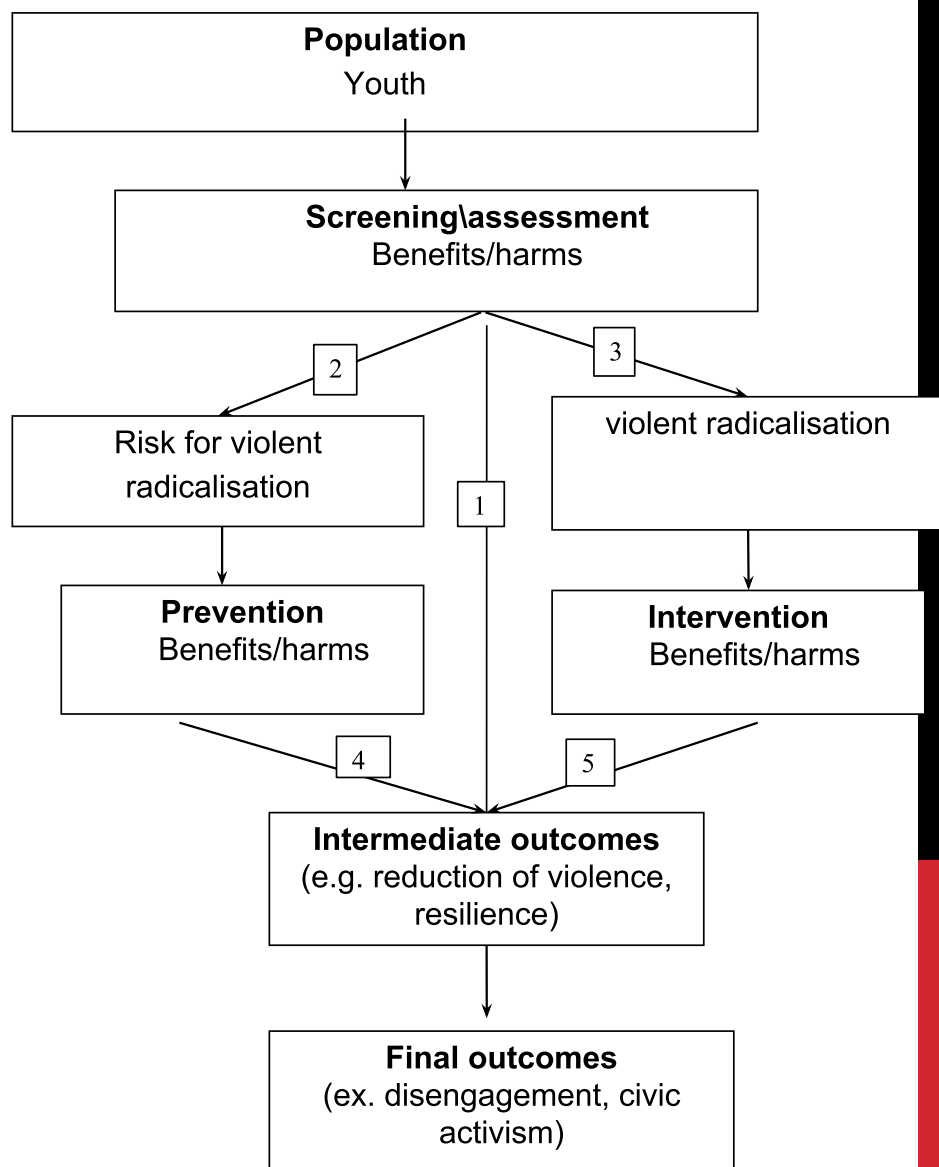 Population
Youth
Screening\assessment
Benefits/harms
2
3
Risk for violent
radicalisation
violent radicalisation
1
Prevention
Benefits/harms
Intervention
Benefits/harms
4
5
Intermediate outcomes
(e.g. reduction of violence,
resilience)
Final outcomes
(ex. disengagement, civic
activism)